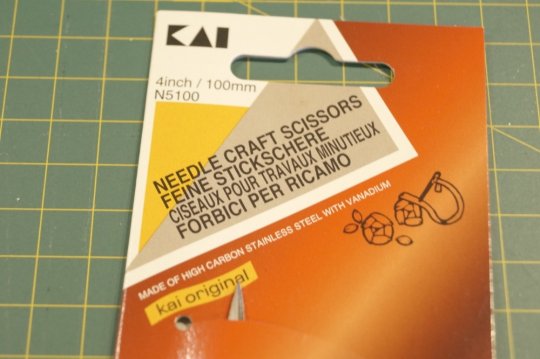 KAI
4inch / 100mm
N5100
NEEDLE CRAFT SCISSORS
FEINE STICKSCHERE
CISEAUX POUR TRAVAUX MINUTIEUX
FORBICI PER RICAMO
MADE OF HIGH CARBON STAINLESS STEEL WITH VANADIUM
kai original